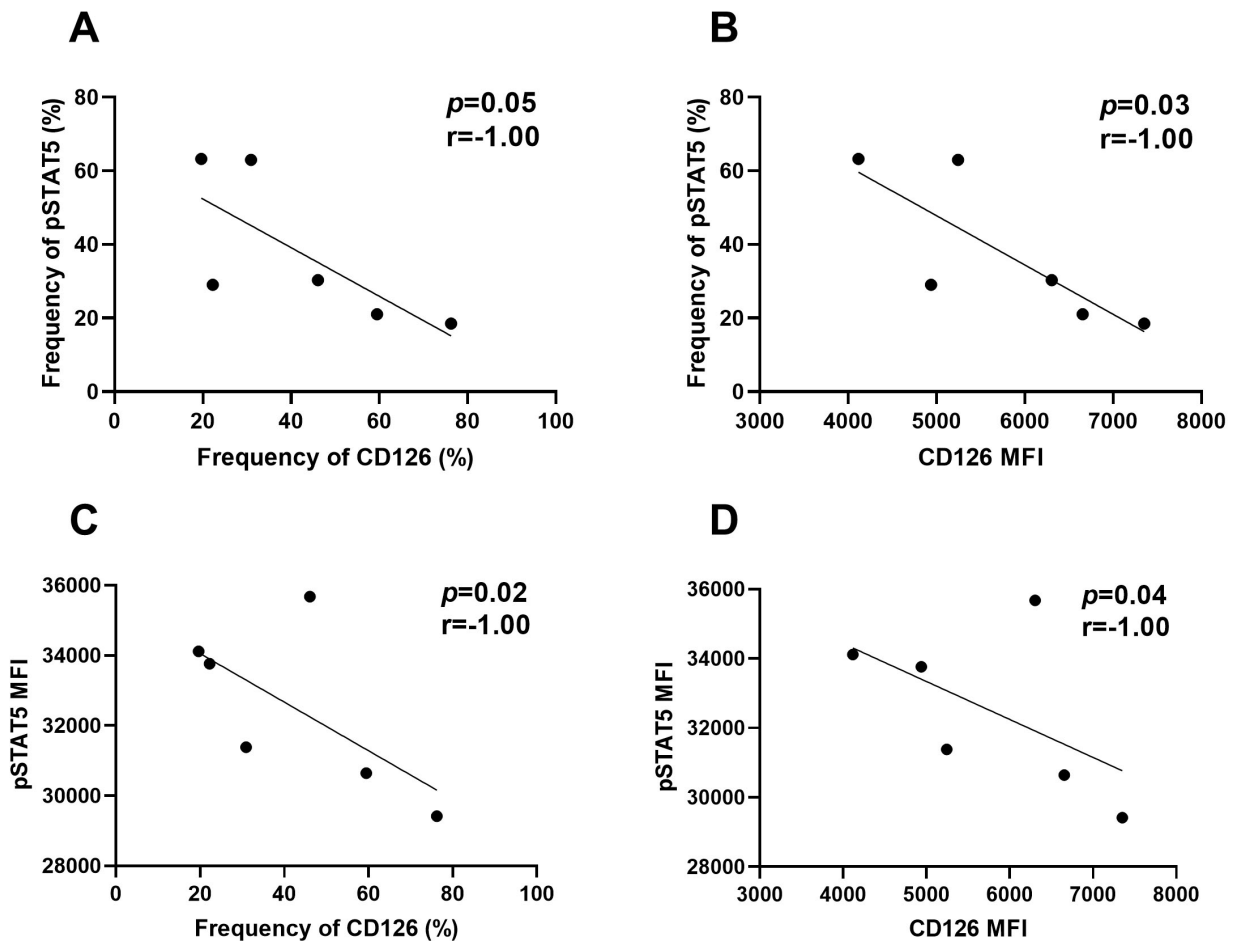 A
p=0.05
r=-1.00
Frequency of pSTAT5 (%)
80
60
40
20
0
0 20 40 60 80 100
Frequency of CD126 (%)
B
p=0.03
r=-1.00
Frequency of pSTAT5 (%)
80
60
40
20
0
3000 4000 5000 6000 7000 8000
CD126 MFI
C
p=0.02
r=-1.00
pSTAT5 MFI
36000
34000
32000
30000
28000
0 20 40 60 80 100
Frequency of CD126 (%)
D
p=0.04
r=-1.00
pSTAT5 MFI
36000
34000
32000
30000
28000
3000 4000 5000 6000 7000 8000
CD126 MFI